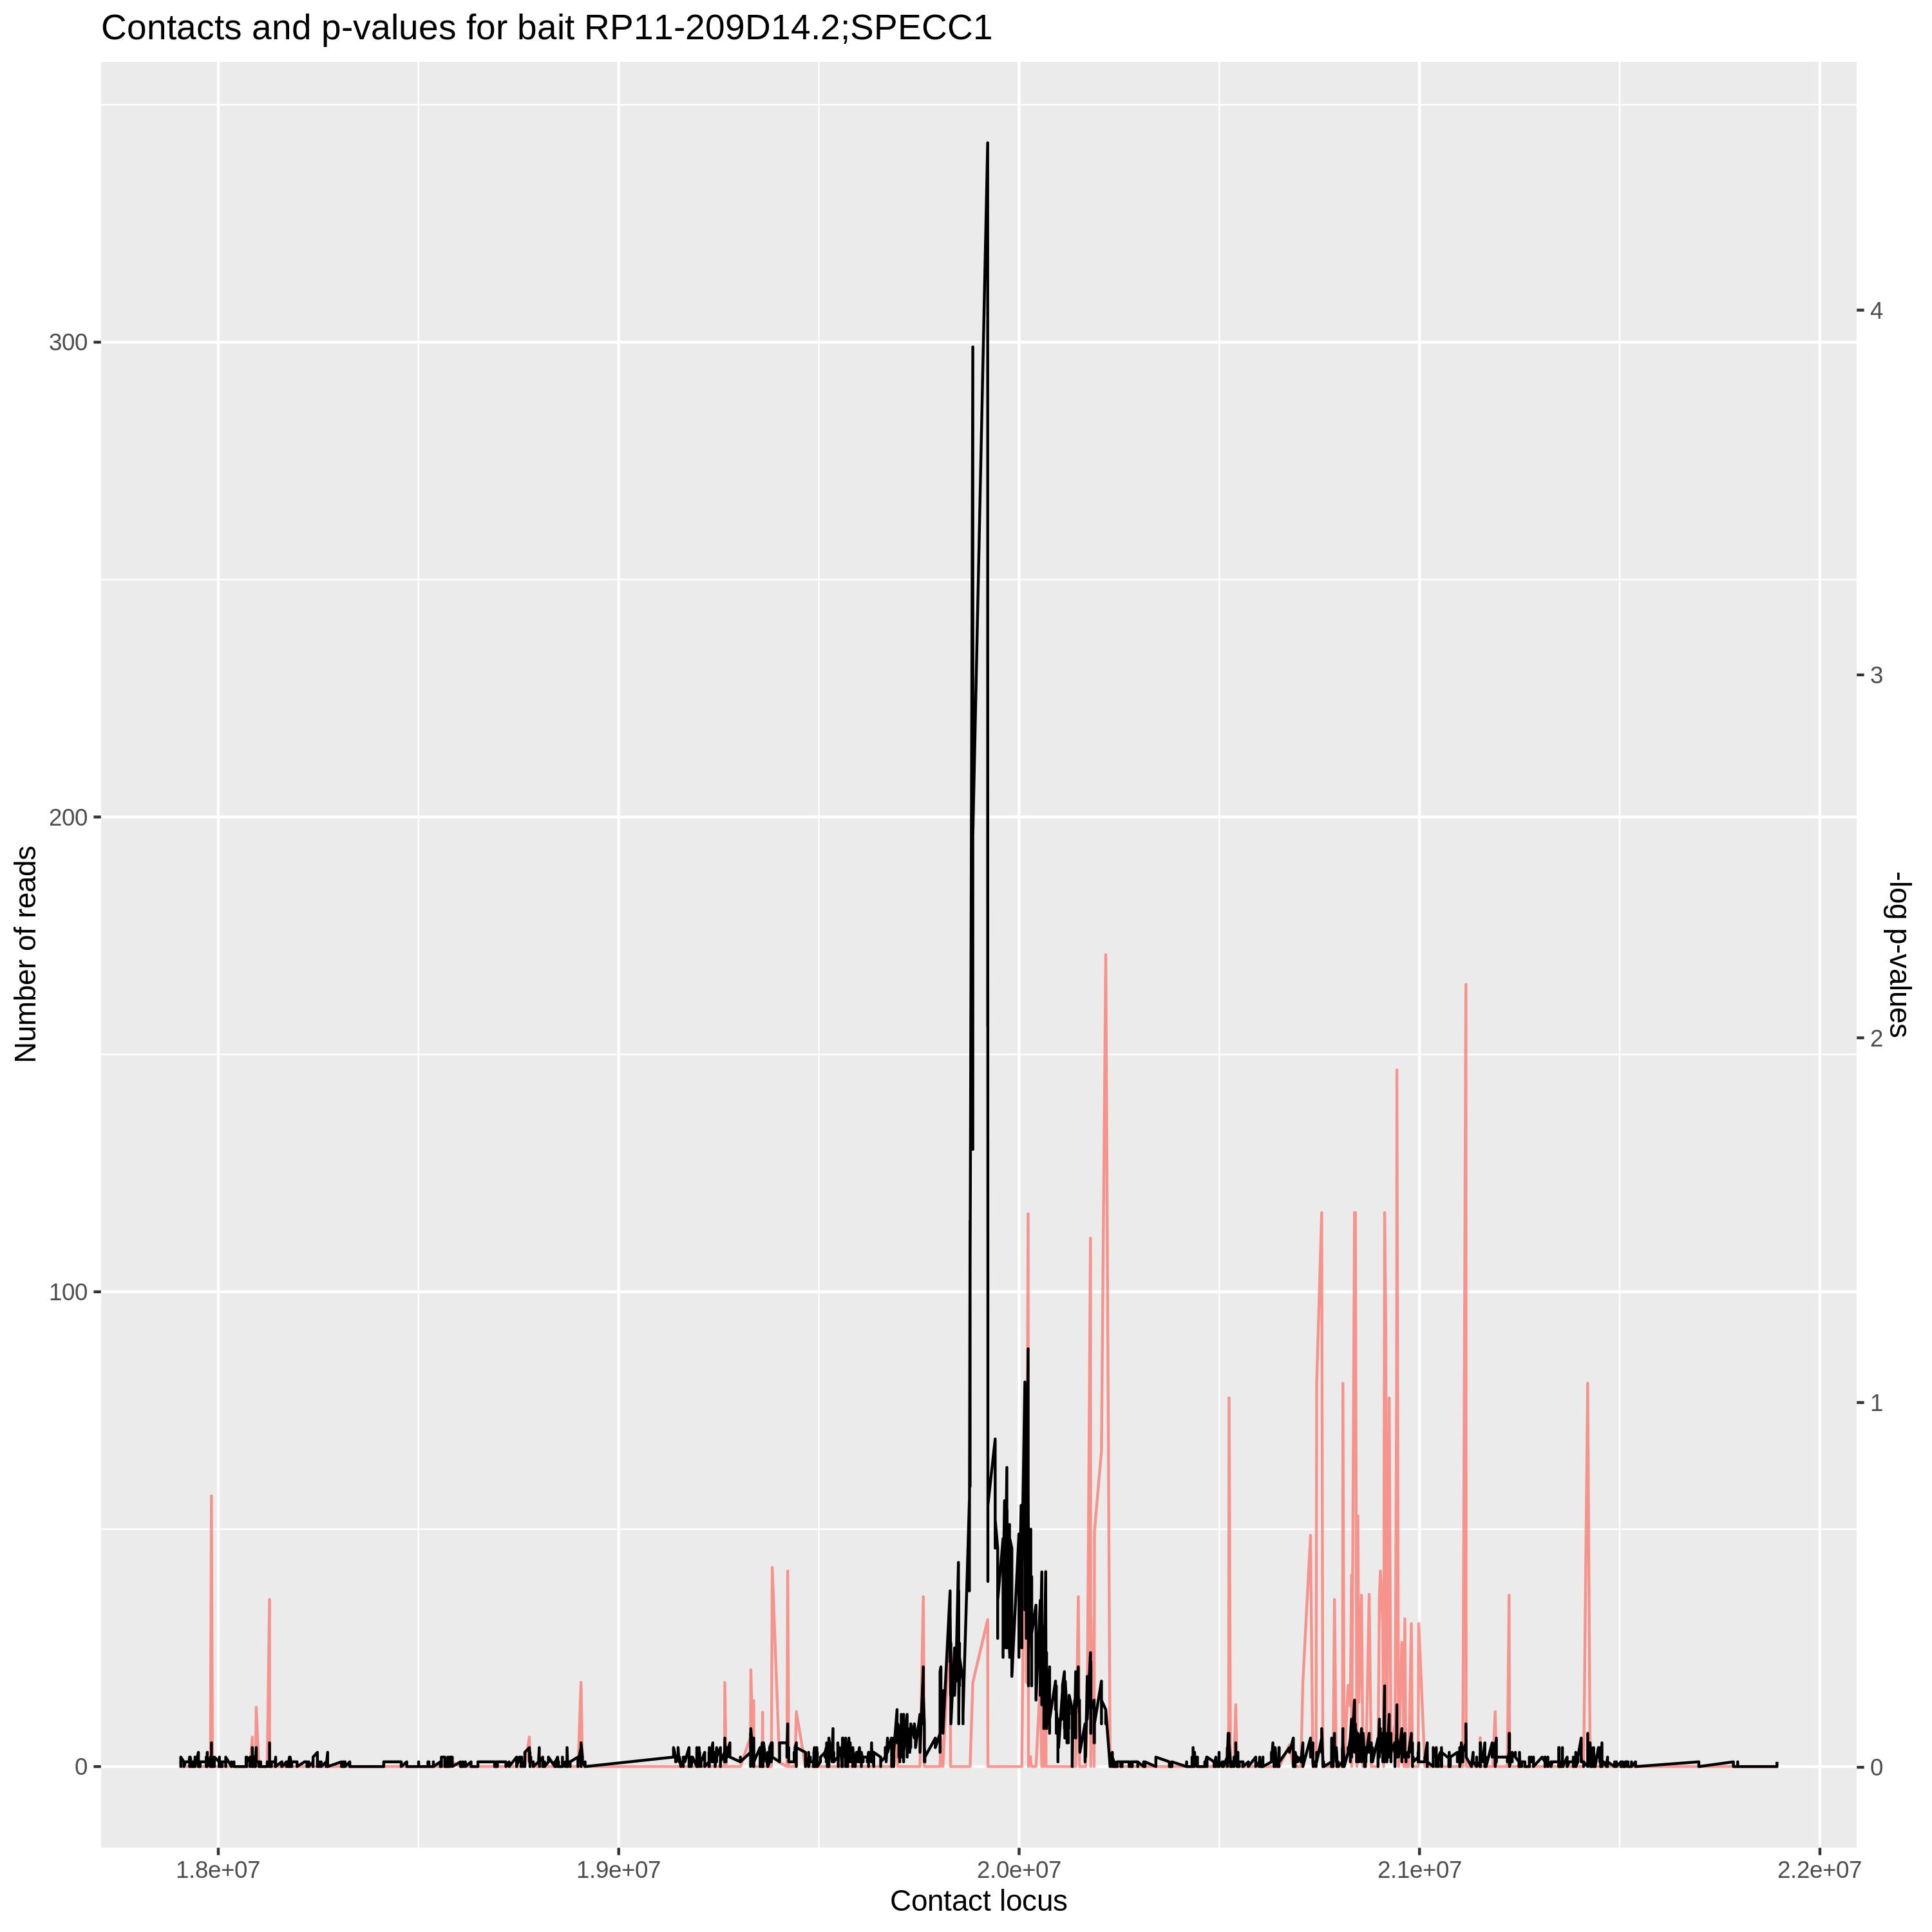 Contacts and p-values for bait RP11-209D14.2;SPECC1
300
200
100
0
Number of reads
4
3
2
1
0
-log p-values
1.8e+07 1.9e+07 2.0e+07 2.1e+07 2.2e+07
Contact locus